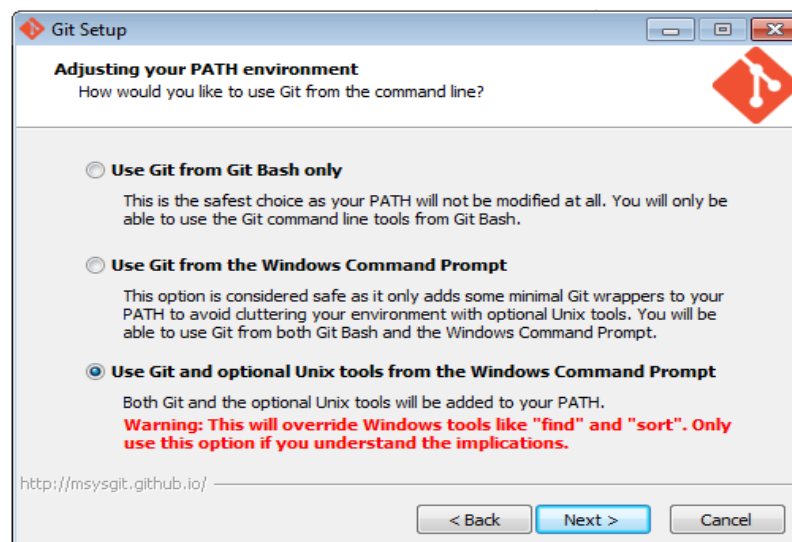 Git Setup
Adjusting your PATH environment
How would you like to use Git from the command line?
Use Git from Git Bash only
This is the safest choice as your PATH will not be modified at all. You will only be
able to use the Git command line tools from Git Bash.
Use Git from the Windows Command Prompt
This option is considered safe as it only adds some minimal Git wrappers to your
PATH to avoid cluttering your environment with optional Unix tools. You will be
able to use Git from both Git Bash and the Windows Command Prompt.
Use Git and optional Unix tools from the Windows Command Prompt
Both Git and the optional Unix tools will be added to your PATH.
Warning: This will override Windows tools like "find" and "sort". Only
use this option if you understand the implications.
http://msysgit.github.io/
< Back Next > Cancel